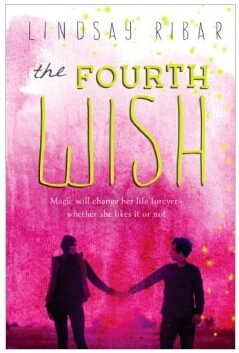 LINDSAY RIBAR
the FOURTH
WISH
Magic will change her life forever–
whether she likes it or not